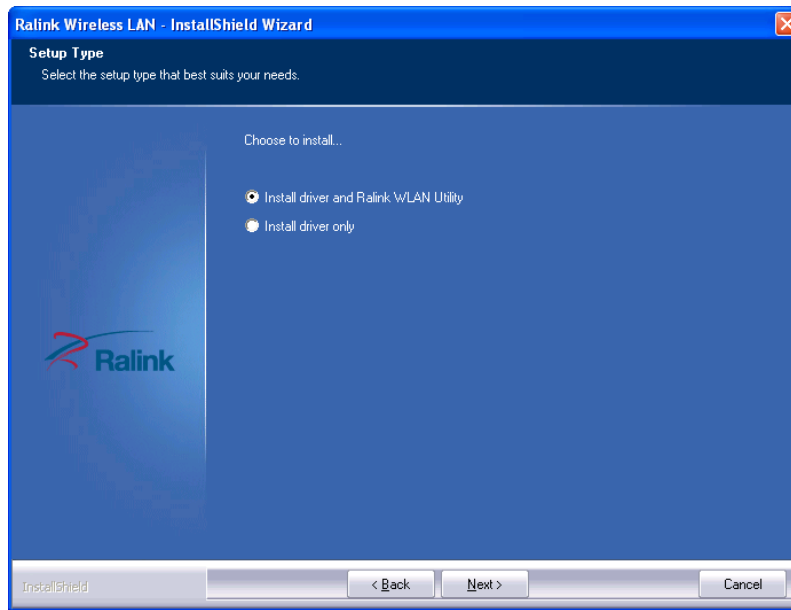 Ralink Wireless LAN - InstallShield Wizard
Setup Type
Select the setup type that best suits your needs.
Choose to install...
Install driver and Ralink WLAN Utility
Install driver only
Ralink
InstallShield
< Back
Next >
Cancel